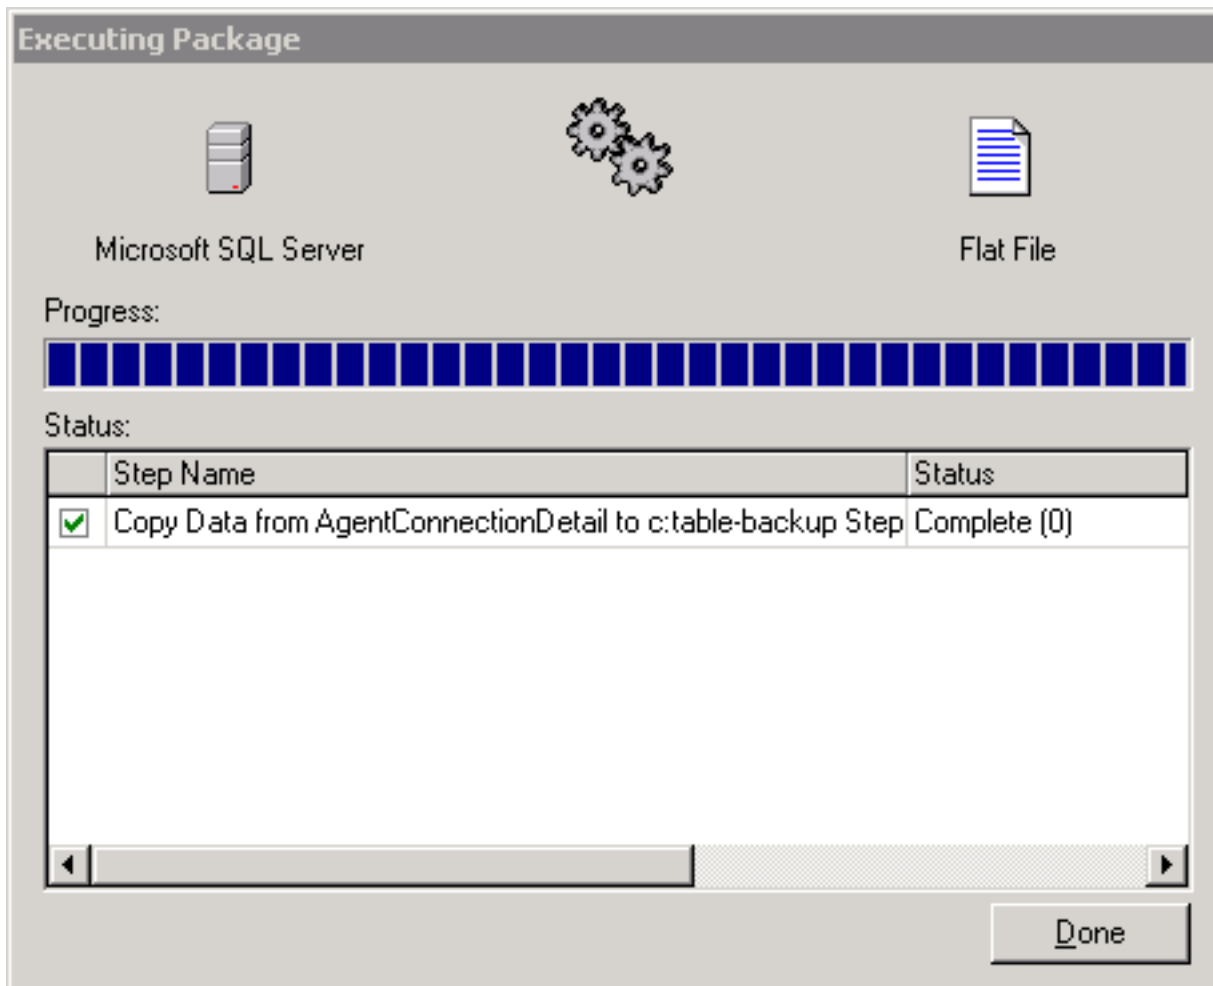 Executing Package
Microsoft SQL Server
Flat File
Progress:
Status:
Step Name
Status
Copy Data from AgentConnectionDetail to c:table-backup Step
Complete (0)
Done